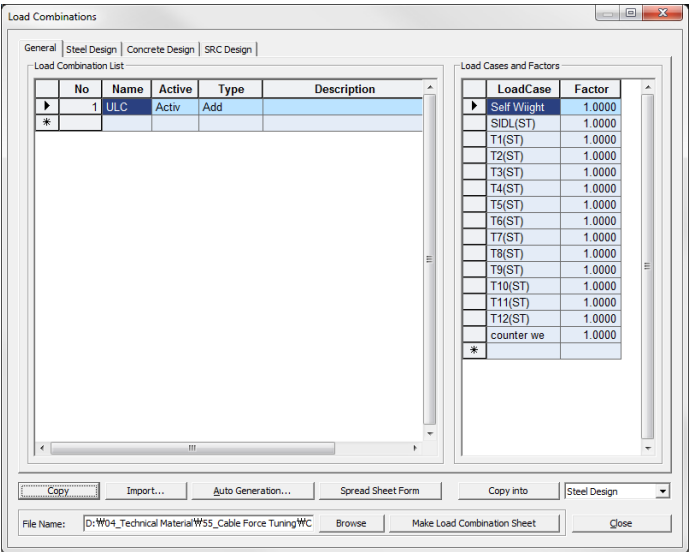 Load Combinations
General Steel Design Concrete Design SRC Design
Load Combination List
No Name Active Type Description
1 ULC Activ Add
Load Cases and Factors
LoadCase Factor
Self Wiight 1.0000
SIDL(ST) 1.0000
T1(ST) 1.0000
T2(ST) 1.0000
T3(ST) 1.0000
T4(ST) 1.0000
T5(ST) 1.0000
T6(ST) 1.0000
T7(ST) 1.0000
T8(ST) 1.0000
T9(ST) 1.0000
T10(ST) 1.0000
T11(ST) 1.0000
T12(ST) 1.0000
counter we 1.0000
Copy Import... Auto Generation... Spread Sheet Form Copy into Steel Design
File Name: D:₩04_Technical Material₩55_Cable Force Tuning₩C Browse Make Load Combination Sheet Close